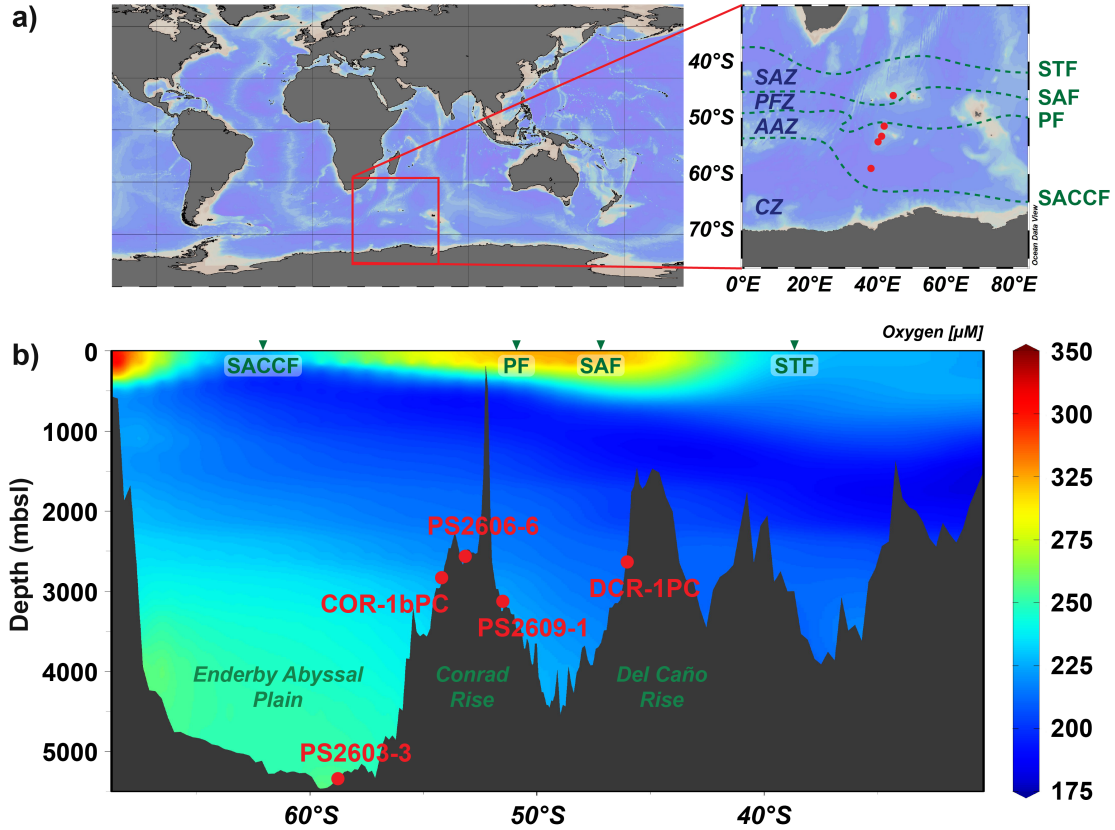 a)
40°S
50°S
60°S
70°S
SAZ
PFZ
AAZ
CZ
STF
SAF
PF
SACCF
Ocean Data View
0°E 20°E 40°E 60°E 80°E
b)
Oxygen [µM]
SACCF PF SAF STF
0
1000
2000
3000
4000
5000
Depth (mbsl)
PS2606-6
COR-1bPC
DCR-1PC
PS2609-1
Enderby Abyssal
Plain
Conrad
Rise
Del Caño
Rise
PS2603-3
60°S 50°S 40°S
350
300
325
275
250
225
200
175